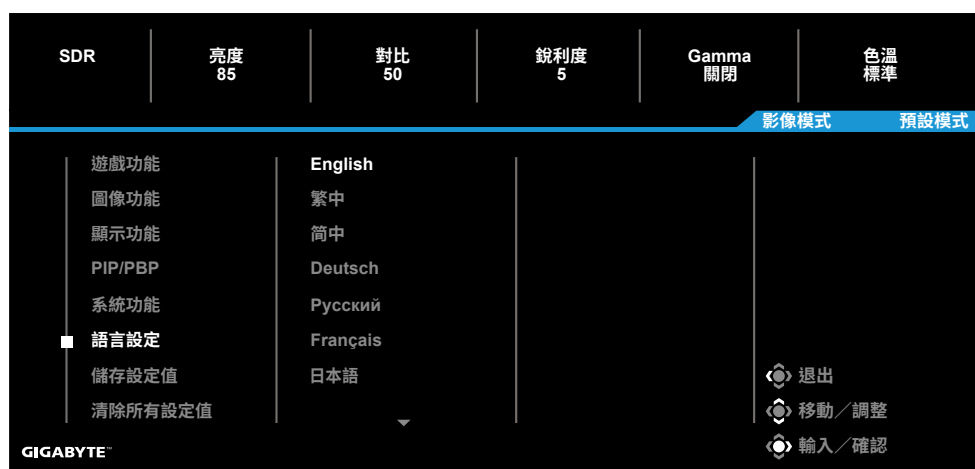 SDR 亮度 對比 銳利度 Gamma 色溫
85 50 5 關閉 標準
影像模式 預設模式
遊戲功能 English
圖像功能 繁中
顯示功能 简中
PIP/PBP Deutsch
系統功能 Русский
語言設定 Français
儲存設定值 日本語
退出
清除所有設定值
移動／調整
GIGABYTE™
輸入／確認